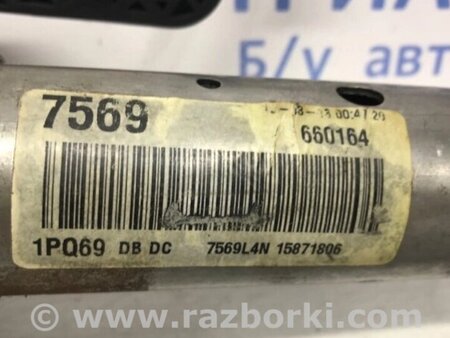 Б/у авт
7569
660164
1PQ69 DB DC 7569L4N 15871806
www.razborki.com